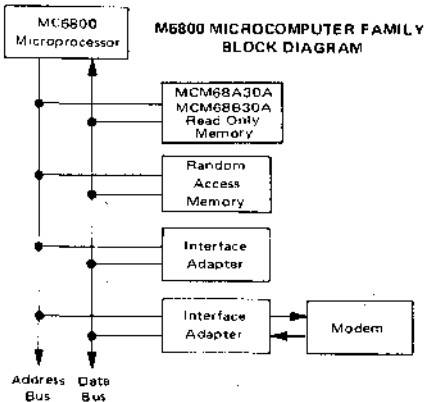 MC6800
Microprocessor
M6800 MICROCOMPUTER FAMILY
BLOCK DIAGRAM
MCM68A30A
MCM68B30A
Read Only
Memory
Random
Access
Memory
Interface
Adapter
Interface
Adapter
Modem
Address
Bus
Data
Bus